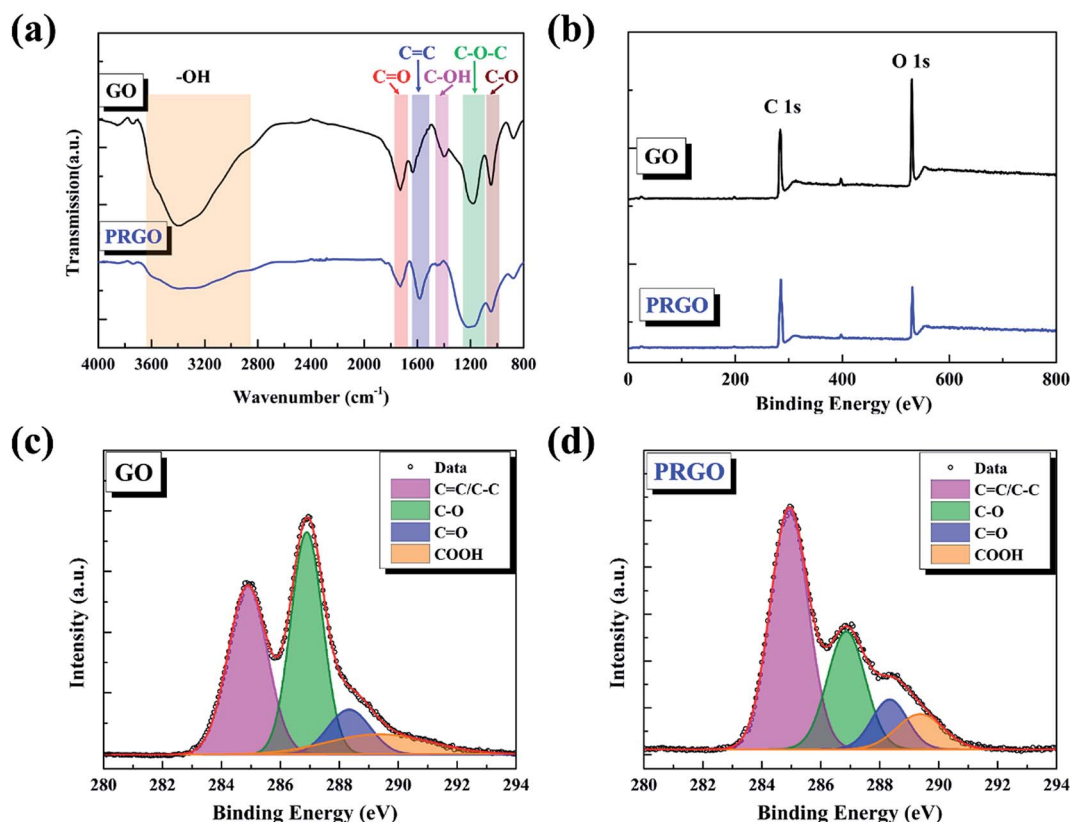 (a)
-OH
C=O
C=C
C-OH
C-O-C
C-O
GO
PRGO
Transmission(a.u.)
4000 3600 3200 2800 2400 2000 1600 1200 800
Wavenumber (cm-1)
(b)
C 1s
O 1s
GO
PRGO
0 200 400 600 800
Binding Energy (eV)
(c)
GO
Data
C=C/C-C
C-O
C=O
COOH
Intensity (a.u.)
280 282 284 286 288 290 292 294
Binding Energy (eV)
(d)
PRGO
Data
C=C/C-C
C-O
C=O
COOH
Intensity (a.u.)
280 282 284 286 288 290 292 294
Binding Energy (eV)